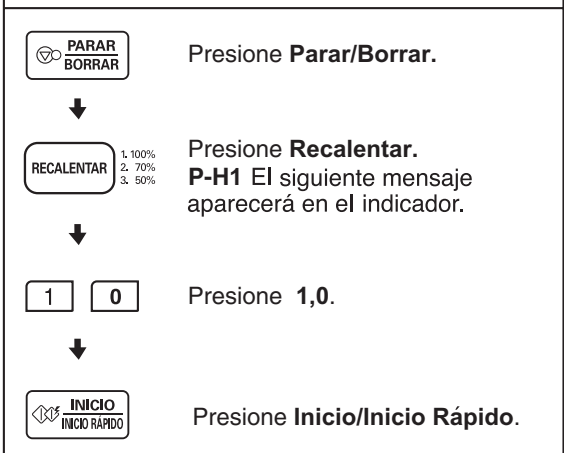 PARAR
BORRAR
Presione Parar/Borrar.
RECALENTAR
1. 100%
2. 70%
3. 50%
Presione Recalentar.
P-H1 El siguiente mensaje
aparecerá en el indicador.
1 0
Presione 1,0.
INICIO
INICIO RÁPIDO
Presione Inicio/Inicio Rápido.